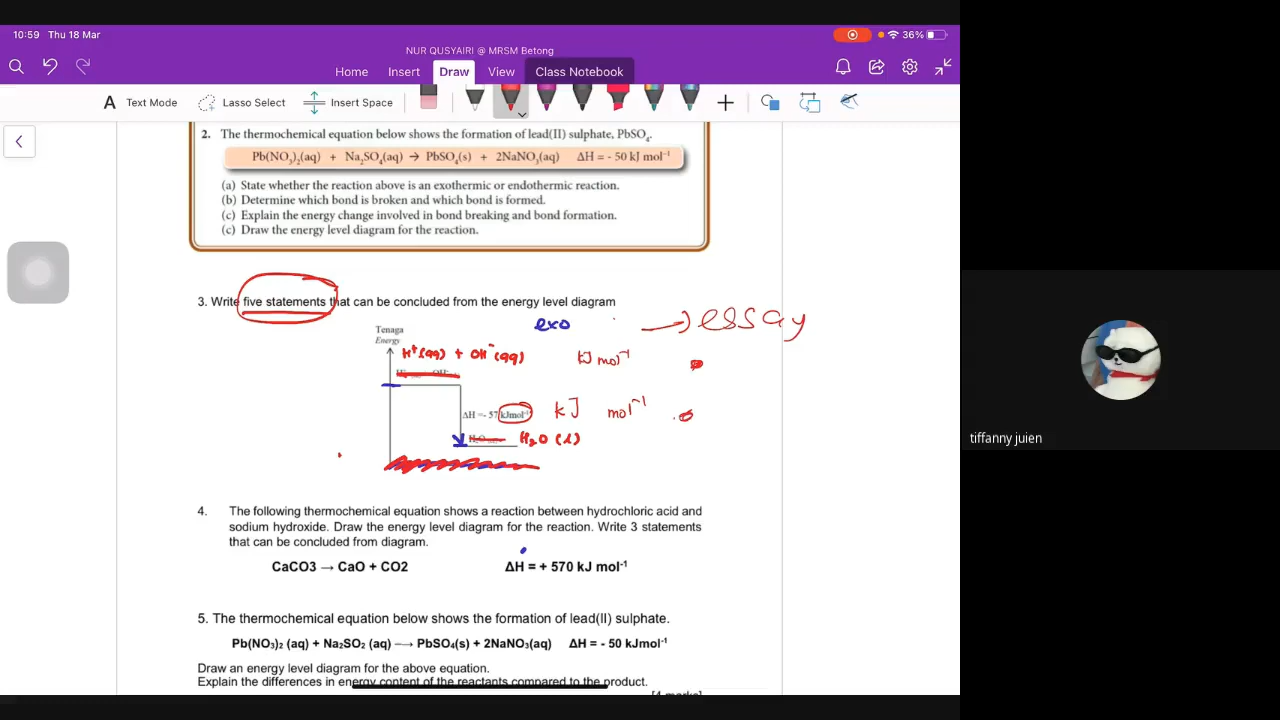 10:59 Thu 18 Mar
36%
NUR QUSYAIRI @ MRSM Betong
Home Insert Draw View Class Notebook
A Text Mode Lasso Select Insert Space
2. The thermochemical equation below shows the formation of lead(II) sulphate, PbSO₄.
Pb(NO₃)₂(aq) + Na₂SO₄(aq) → PbSO₄(s) + 2NaNO₃(aq) ΔH = - 50 kJ mol⁻¹
(a) State whether the reaction above is an exothermic or endothermic reaction.
(b) Determine which bond is broken and which bond is formed.
(c) Explain the energy change involved in bond breaking and bond formation.
(c) Draw the energy level diagram for the reaction.
3. Write five statements that can be concluded from the energy level diagram
→ essay
Tenaga
Energy
exo
H⁺(aq) + OH⁻(aq) kJ mol⁻¹
ΔH =- 57 kJmol⁻¹ kJ mol⁻¹
H₂O (l)
4. The following thermochemical equation shows a reaction between hydrochloric acid and
sodium hydroxide. Draw the energy level diagram for the reaction. Write 3 statements
that can be concluded from diagram.
CaCO3 → CaO + CO2 ΔH = + 570 kJ mol⁻¹
5. The thermochemical equation below shows the formation of lead(II) sulphate.
Pb(NO₃)₂ (aq) + Na₂SO₂ (aq) → PbSO₄(s) + 2NaNO₃(aq) ΔH = - 50 kJmol⁻¹
Draw an energy level diagram for the above equation.
Explain the differences in energy content of the reactants compared to the product.
[4 marks]
tiffanny juien